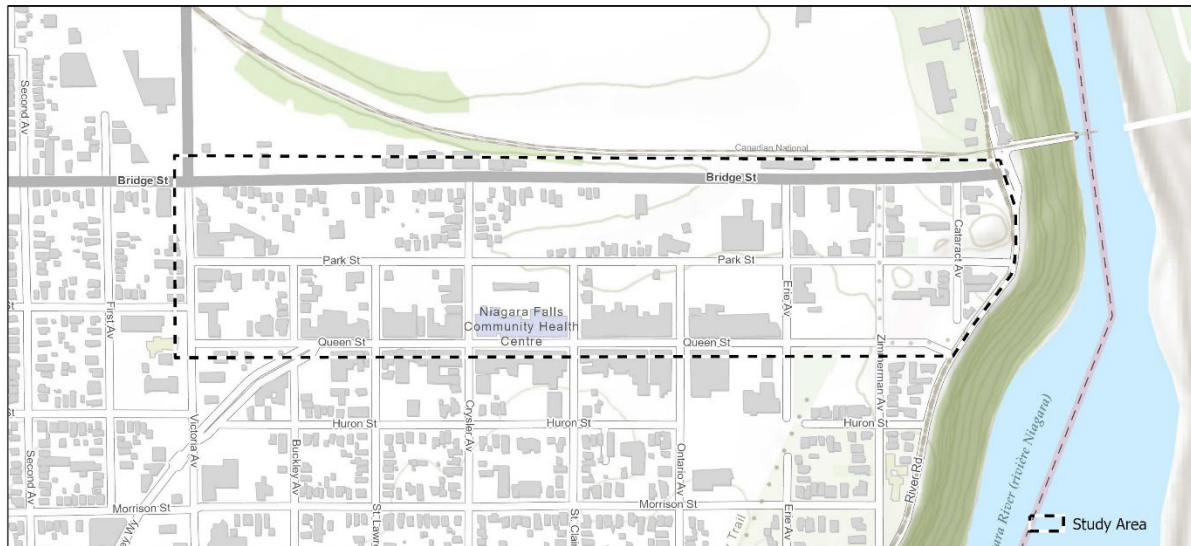 Second Av
Canadian National
Bridge St
Bridge St
Cataract Av
Park St
Park St
First Av
Erie Av
Niagara Falls
Community Health
Centre
Queen St
Queen St
Zimmerman Av
Victoria Av
Crysler Av
Huron St
Huron St
Huron St
Buckley Av
Ontario Av
River Rd
Second Av
Morrison St
Morrison St
Erie Av
Trail
(rivière Niagara)
River
Study Area